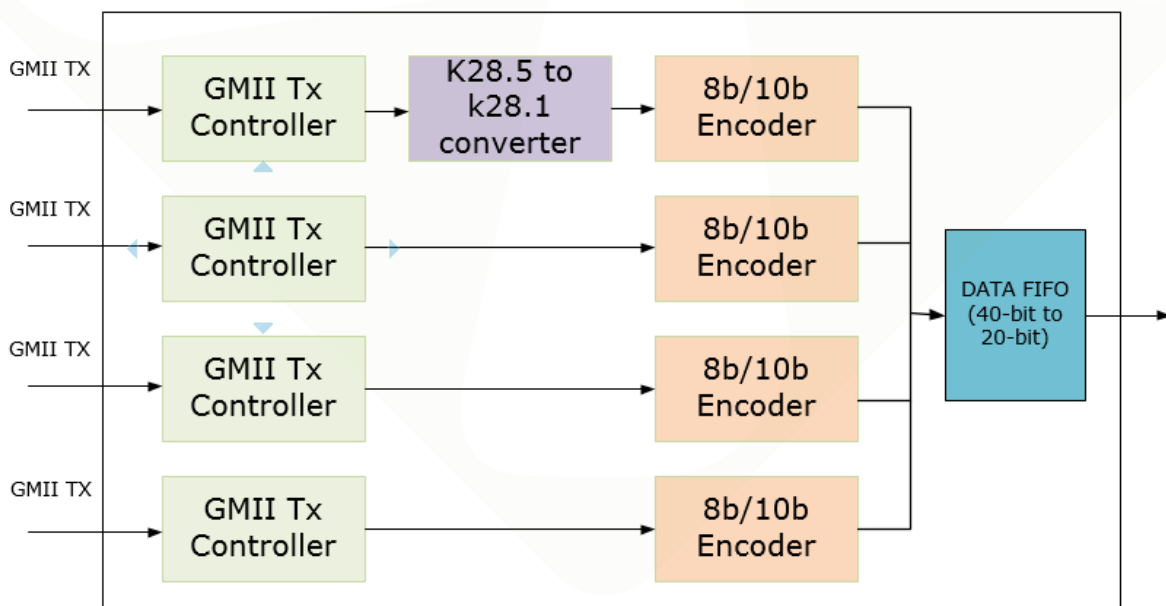 GMII TX
GMII Tx
Controller
K28.5 to
k28.1
converter
8b/10b
Encoder
GMII TX
GMII Tx
Controller
8b/10b
Encoder
DATA FIFO
(40-bit to
20-bit)
GMII TX
GMII Tx
Controller
8b/10b
Encoder
GMII TX
GMII Tx
Controller
8b/10b
Encoder